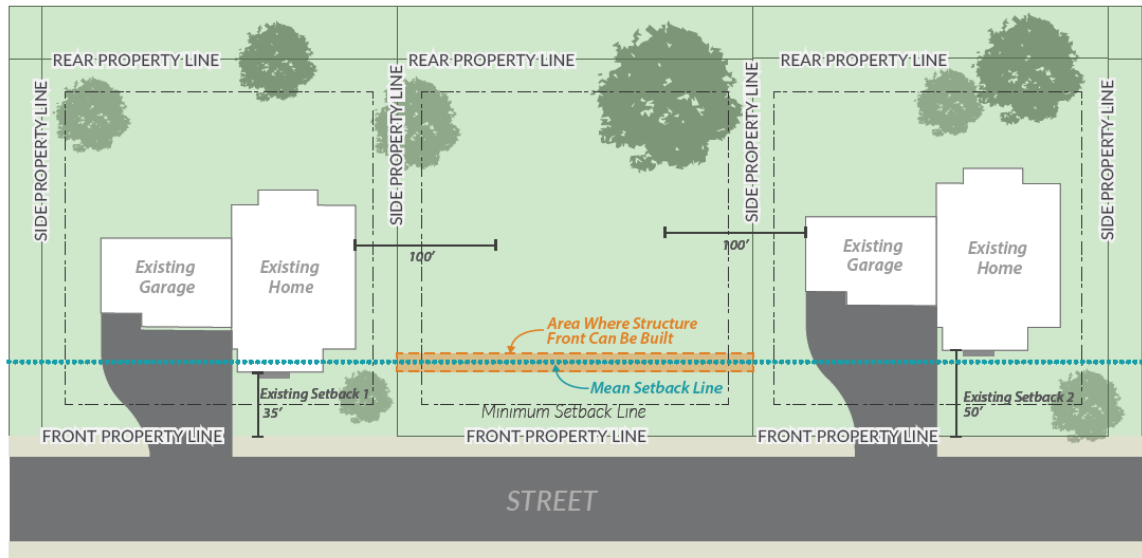 REAR PROPERTY LINE
REAR PROPERTY LINE
REAR PROPERTY LINE
SIDE PROPERTY LINE
SIDE PROPERTY LINE
SIDE PROPERTY LINE
SIDE PROPERTY LINE
Existing
Garage
Existing
Home
100’
100’
Existing
Garage
Existing
Home
Area Where Structure
Front Can Be Built
Mean Setback Line
Existing Setback 1
35’
Minimum Setback Line
Existing Setback 2
50’
FRONT PROPERTY LINE
FRONT PROPERTY LINE
FRONT PROPERTY LINE
STREET